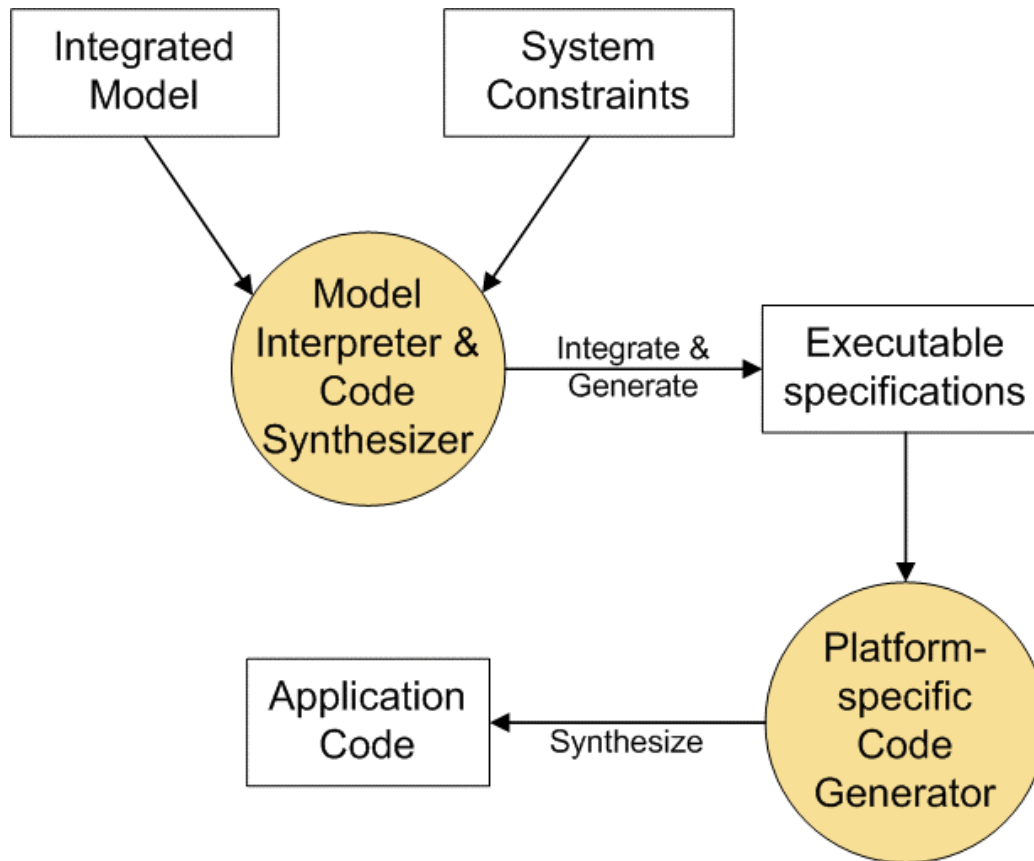 Integrated
Model
System
Constraints
Model
Interpreter &
Code
Synthesizer
Integrate &
Generate
Executable
specifications
Platform-
specific
Code
Generator
Synthesize
Application
Code